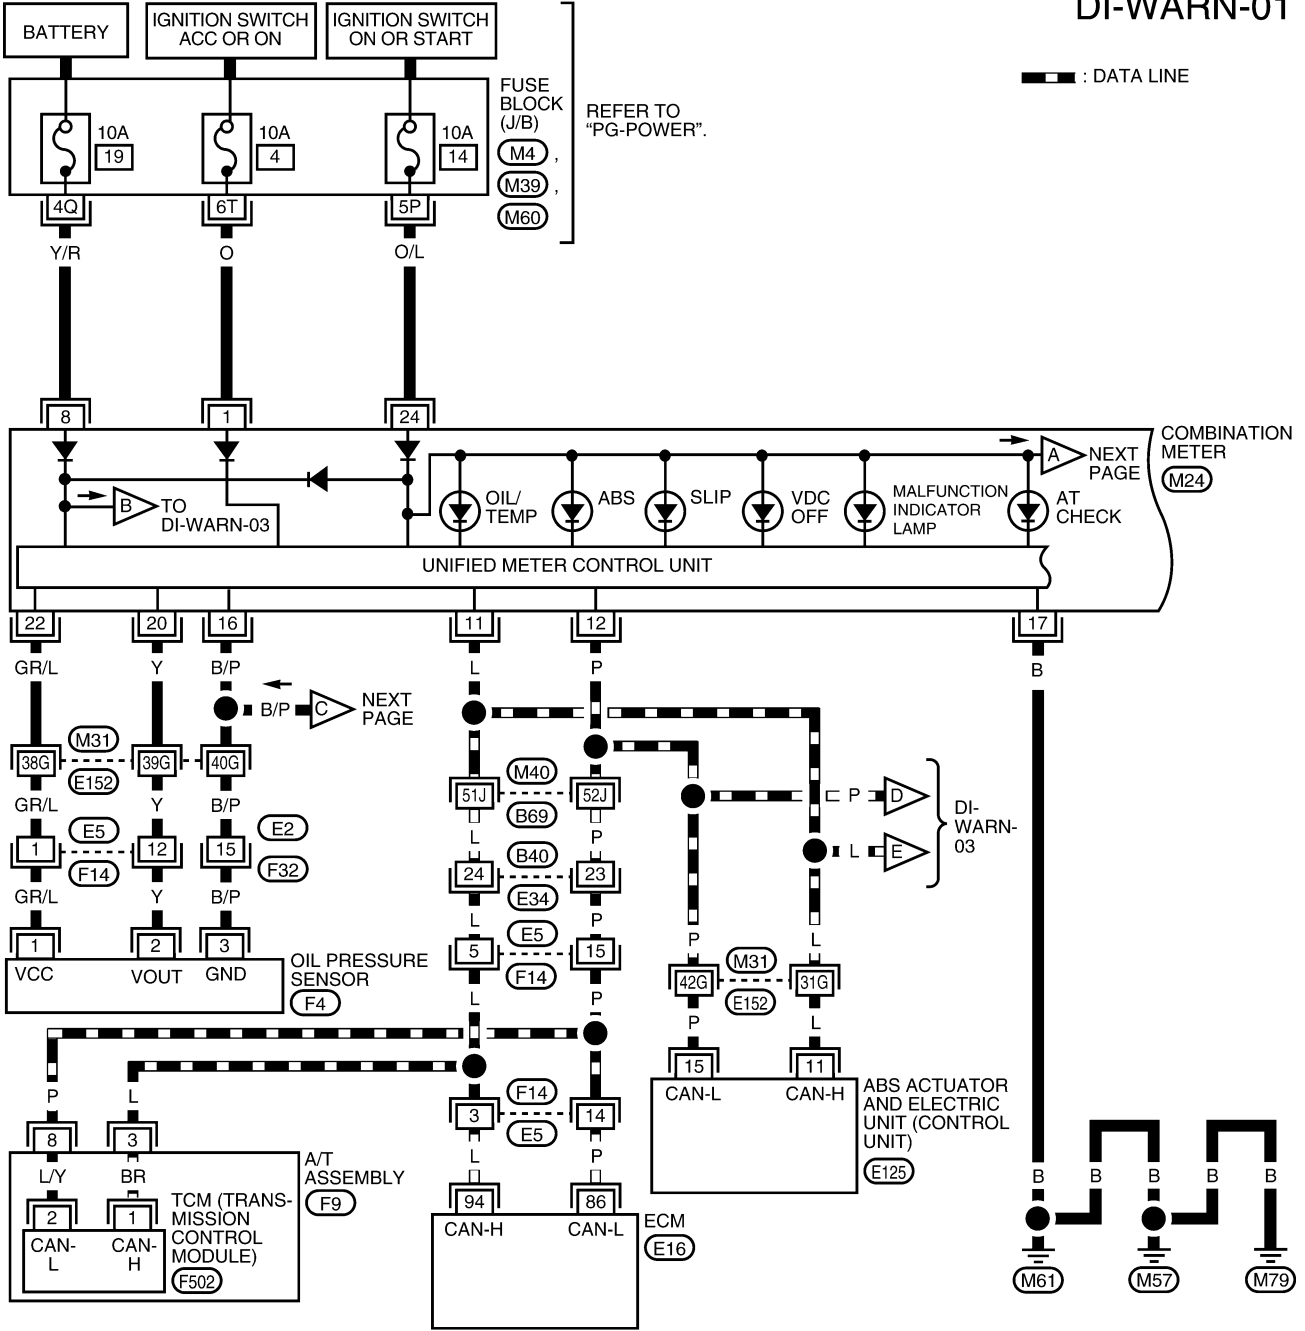 DI-WARN-01
BATTERY
IGNITION SWITCH
ACC OR ON
IGNITION SWITCH
ON OR START
: DATA LINE
FUSE
BLOCK
(J/B)
M4 ,
M39 ,
M60
REFER TO
“PG-POWER”.
10A
19
10A
4
10A
14
4Q
6T
5P
Y/R
O
O/L
8
1
24
COMBINATION
METER
M24
A
NEXT
PAGE
B
TO
DI-WARN-03
OIL/
TEMP
ABS
SLIP
VDC
OFF
MALFUNCTION
INDICATOR
LAMP
AT
CHECK
UNIFIED METER CONTROL UNIT
22
20
16
11
12
17
GR/L
Y
B/P
L
P
B
B/P
C
NEXT
PAGE
M31
38G
39G
40G
E152
M40
51J
52J
B69
P
D
DI-
WARN-
03
GR/L
Y
B/P
E5
E2
1
12
15
F14
F32
L
P
B40
24
23
E34
L
E
GR/L
Y
B/P
L
P
E5
5
15
F14
P
L
M31
42G
31G
E152
1
2
3
VCC
VOUT
GND
OIL PRESSURE
SENSOR
F4
L
P
P
L
15
11
CAN-L
CAN-H
ABS ACTUATOR
AND ELECTRIC
UNIT (CONTROL
UNIT)
E125
P
L
F14
3
14
E5
8
3
A/T
ASSEMBLY
F9
L/Y
BR
L
P
2
1
CAN-
L
CAN-
H
TCM (TRANS-
MISSION
CONTROL
MODULE)
F502
94
86
CAN-H
CAN-L
ECM
E16
B
B
B
B
B
M61
M57
M79